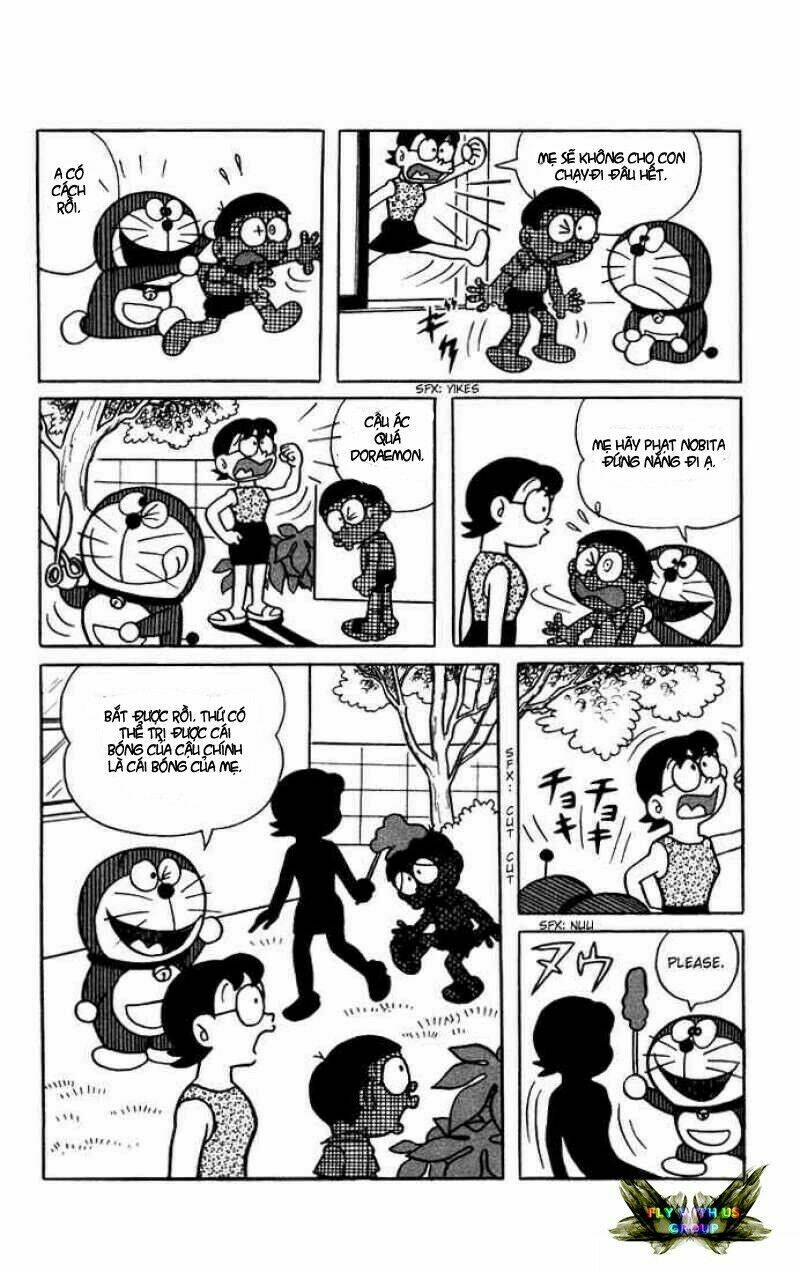 A CÓ
CÁCH
RỒI.
MẸ SẼ KHÔNG CHO CON
CHẠY ĐI ĐÂU HẾT.
ギク
SFX: YIKES
CẬU ÁC
QUÁ
DORAEMON.
MẸ HÃY PHẠT NOBITA
ĐỨNG NẮNG ĐI Ạ.
チョキ
チョキ
SFX: CUT CUT
SFX: NUU
ヌウ
PLEASE.
BẮT ĐƯỢC RỒI. THỨ CÓ
THỂ TRỊ ĐƯỢC CÁI
BÓNG CỦA CẬU CHÍNH
LÀ CÁI BÓNG CỦA MẸ.
FLY WITH US
GROUP